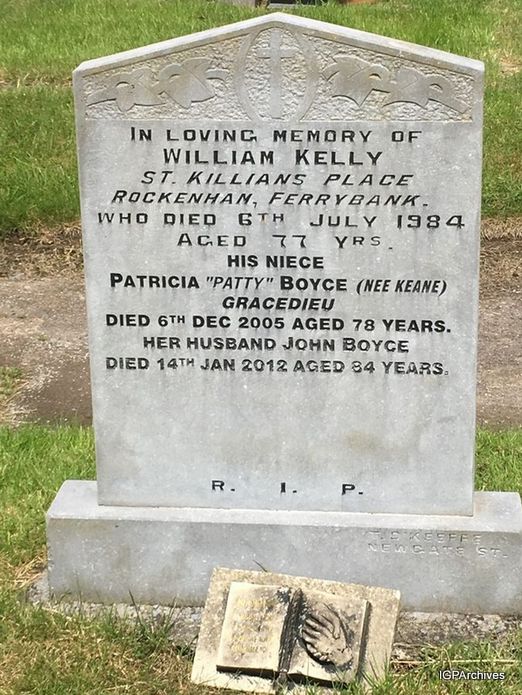 IN LOVING MEMORY OF
WILLIAM KELLY
ST. KILLIANS PLACE
ROCKENHAM, FERRYBANK.
WHO DIED 6TH JULY 1984
AGED 77 YRS.
HIS NIECE
PATRICIA "PATTY" BOYCE (NEE KEANE)
GRACEDIEU
DIED 6TH DEC 2005 AGED 78 YEARS.
HER HUSBAND JOHN BOYCE
DIED 14TH JAN 2012 AGED 84 YEARS.
R. I. P.
T. O'KEEFFE
NEWGATE ST.
IGPArchives